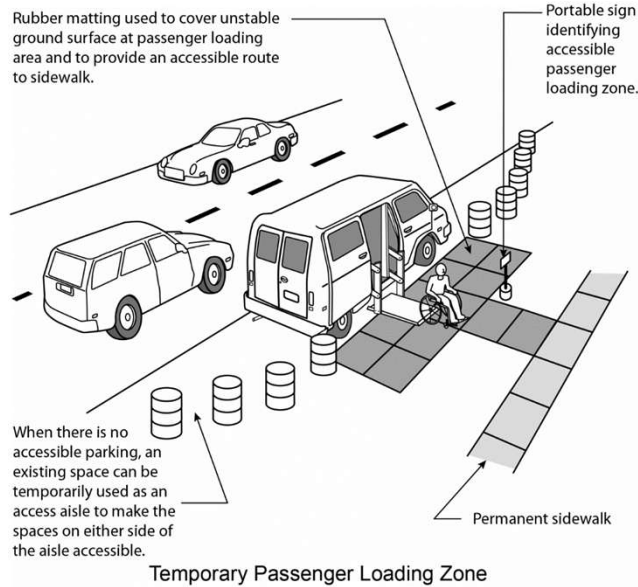 Rubber matting used to cover unstable
ground surface at passenger loading
area and to provide an accessible route
to sidewalk.
Portable sign
identifying
accessible
passenger
loading zone.
When there is no
accessible parking, an
existing space can be
temporarily used as an
access aisle to make the
spaces on either side of
the aisle accessible.
Permanent sidewalk
Temporary Passenger Loading Zone